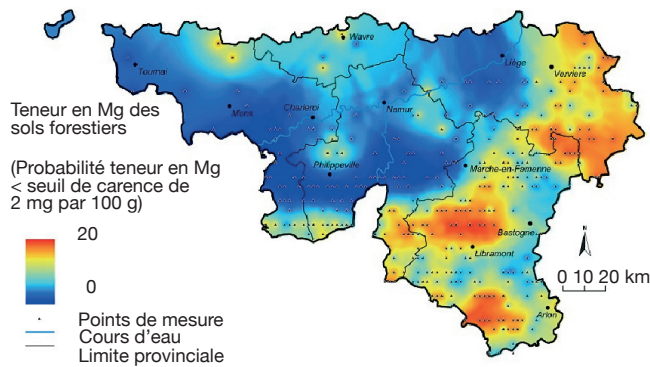 Wavre
Tournai
Liège
Verviers
Mons
Charleroi
Namur
Philippeville
Marche-en-Famenne
Bastogne
Libramont
Arlon
Teneur en Mg des
sols forestiers
(Probabilité teneur en Mg
< seuil de carence de
2 mg par 100 g)
20
0
Points de mesure
Cours d'eau
Limite provinciale
N
0 10 20 km